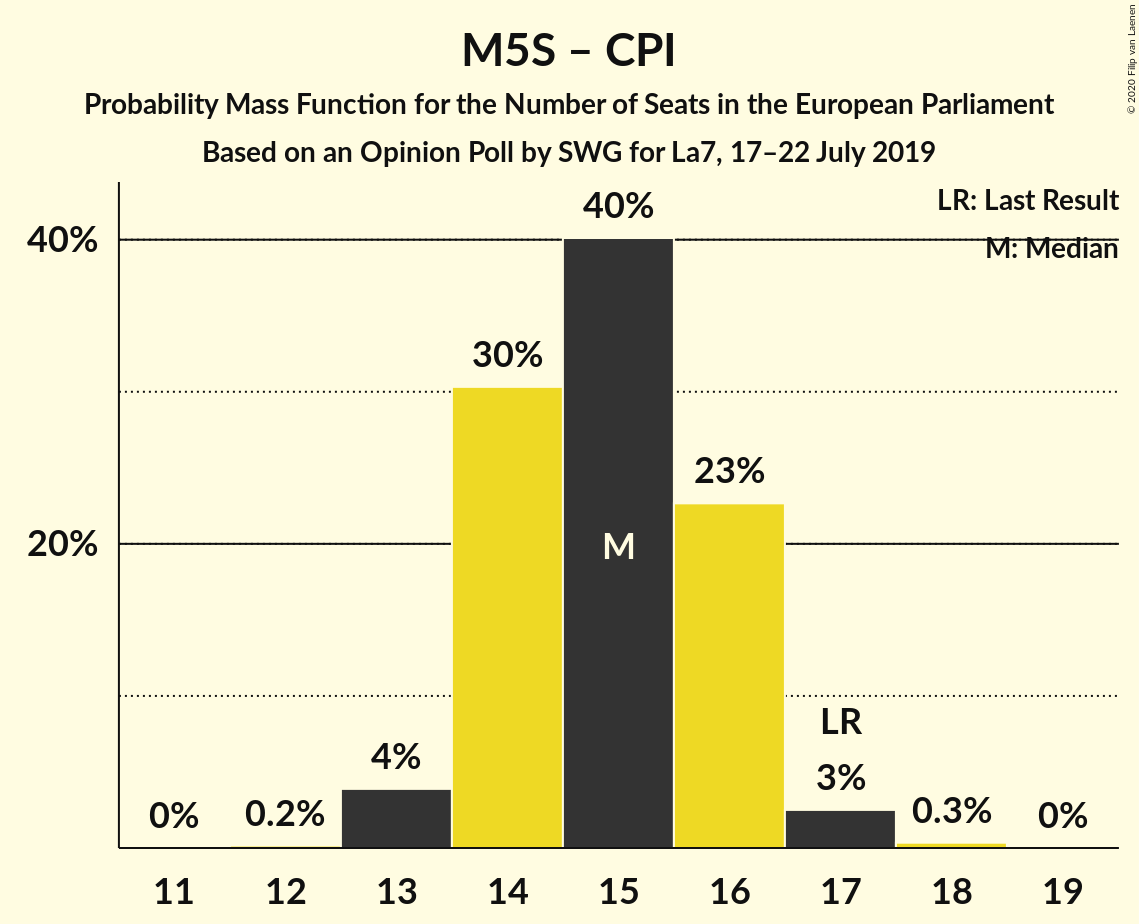 M5S – CPI
Probability Mass Function for the Number of Seats in the European Parliament
Based on an Opinion Poll by SWG for La7, 17–22 July 2019
© 2020 Filip van Laenen
LR: Last Result
M: Median
40%
20%
0%
0.2%
4%
30%
40%
M
23%
LR
3%
0.3%
0%
11 12 13 14 15 16 17 18 19